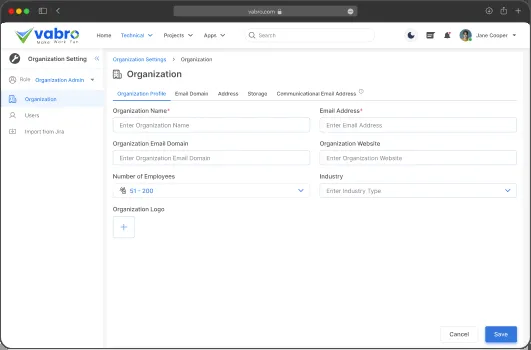 vabro.com
vabro
Make Work Fun
Home Technical Projects Apps Search Jane Cooper
Organization Setting
Organization Settings > Organization
Organization
Role Organization Admin
Organization
Users
Import from Jira
Organization Profile Email Domain Address Storage Communicational Email Address
Organization Name* Email Address*
Enter Organization Name Enter Email Address
Organization Email Domain Organization Website
Enter Organization Email Domain Enter Organization Website
Number of Employees Industry
51 - 200 Enter Industry Type
Organization Logo
+
Cancel Save